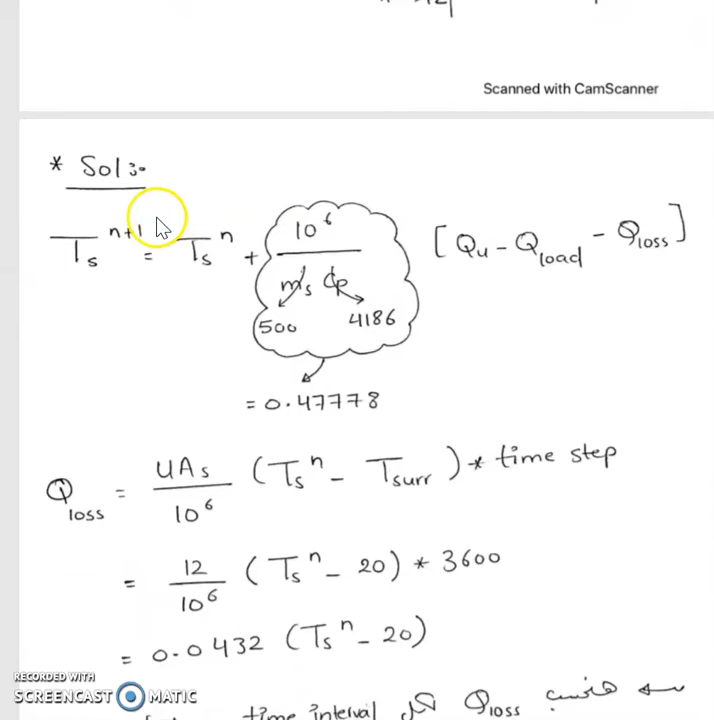 Scanned with CamScanner
* Sol:-
Ts^n+1 = Ts^n + 10^6 / ms Cp [Qu - Qload - Qloss]
500 4186
= 0.47778
Qloss = UAs / 10^6 (Ts^n - Tsurr) * time step
= 12 / 10^6 (Ts^n - 20) * 3600
= 0.0432 (Ts^n - 20)
RECORDED WITH
SCREENCAST MATIC
Qloss كل time interval